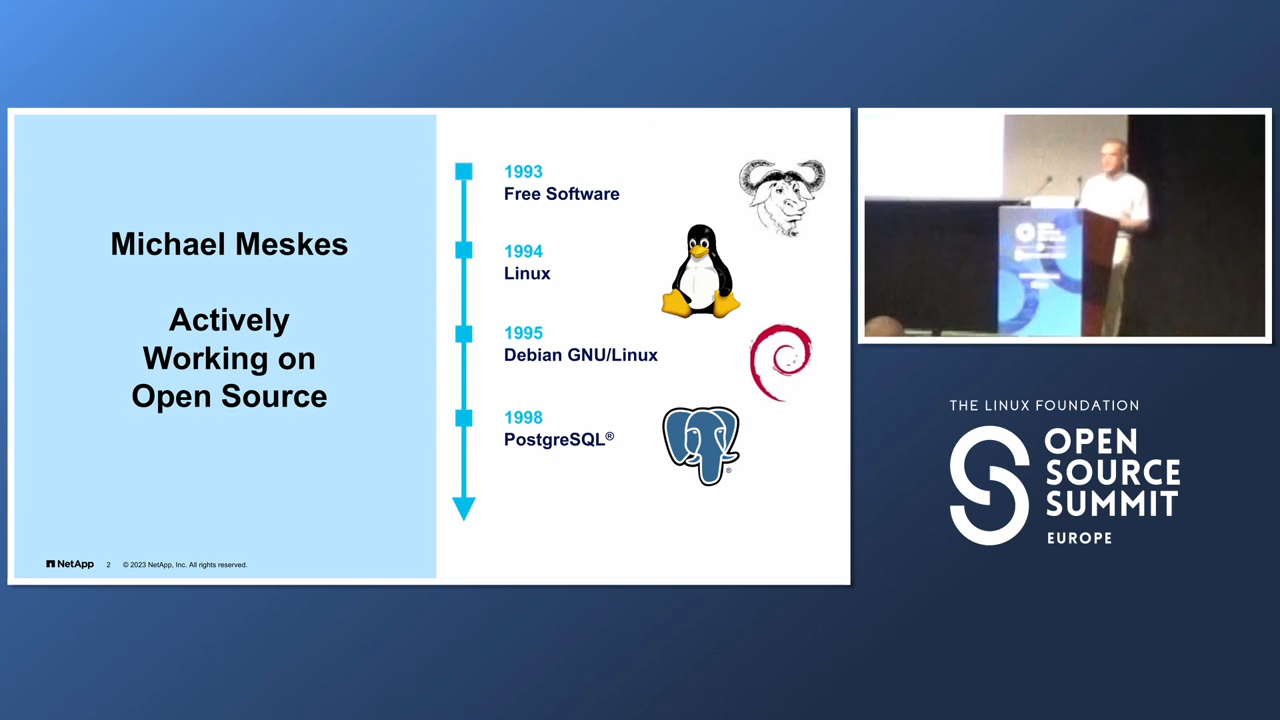 Michael Meskes
Actively
Working on
Open Source
1993
Free Software
1994
Linux
1995
Debian GNU/Linux
1998
PostgreSQL®
®
NetApp
2
© 2023 NetApp, Inc. All rights reserved.
THE LINUX FOUNDATION
OPEN
SOURCE
SUMMIT
EUROPE